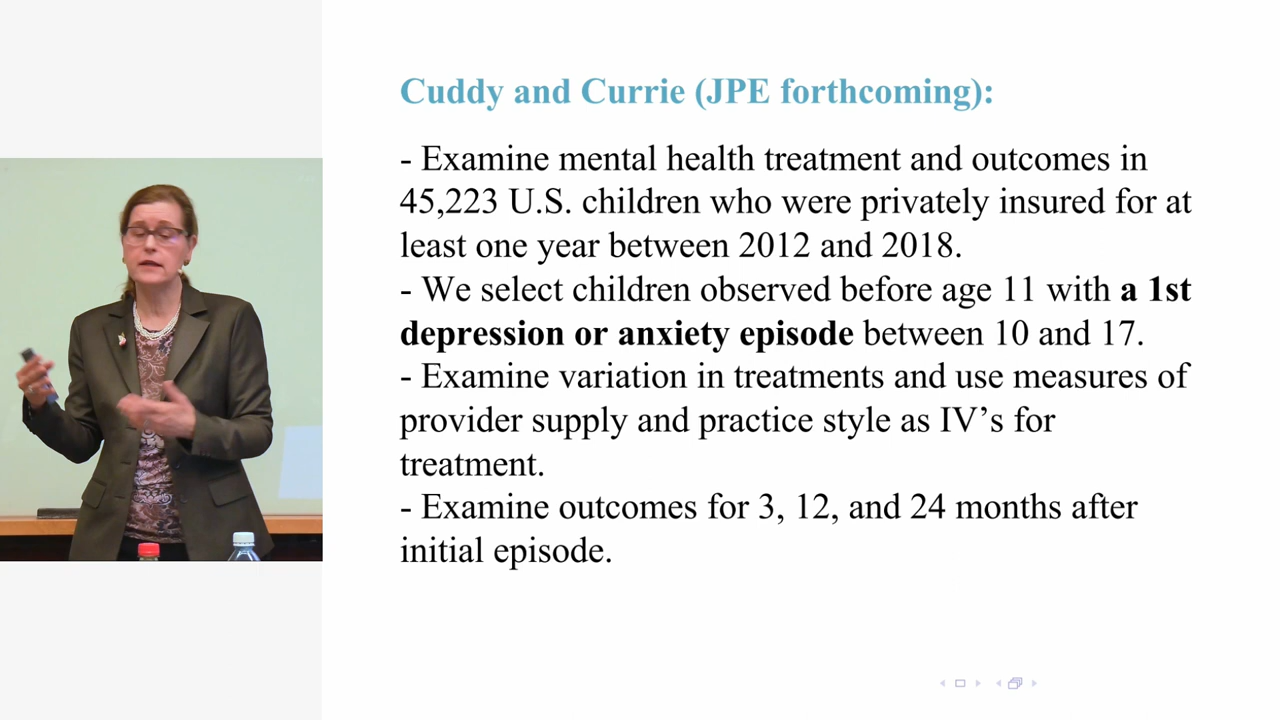 Cuddy and Currie (JPE forthcoming):
- Examine mental health treatment and outcomes in
45,223 U.S. children who were privately insured for at
least one year between 2012 and 2018.
- We select children observed before age 11 with a 1st
depression or anxiety episode between 10 and 17.
- Examine variation in treatments and use measures of
provider supply and practice style as IV’s for
treatment.
- Examine outcomes for 3, 12, and 24 months after
initial episode.